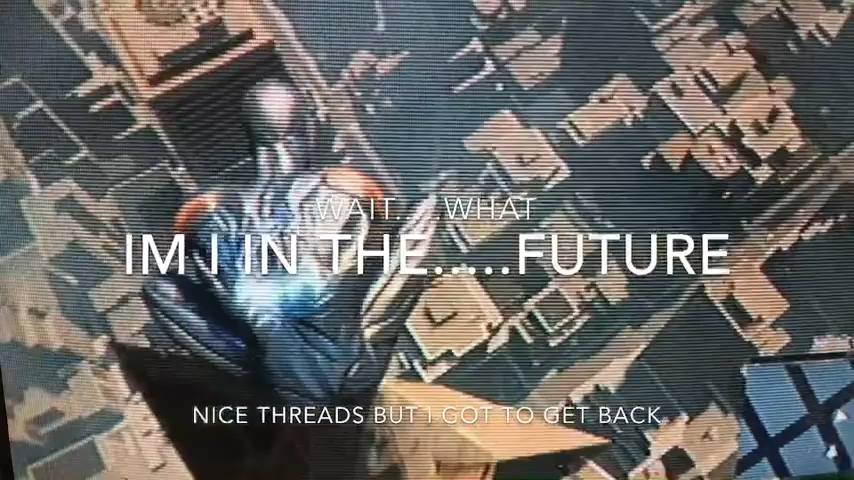 WAIT.....WHAT
IM I IN THE.....FUTURE
NICE THREADS BUT I GOT TO GET BACK